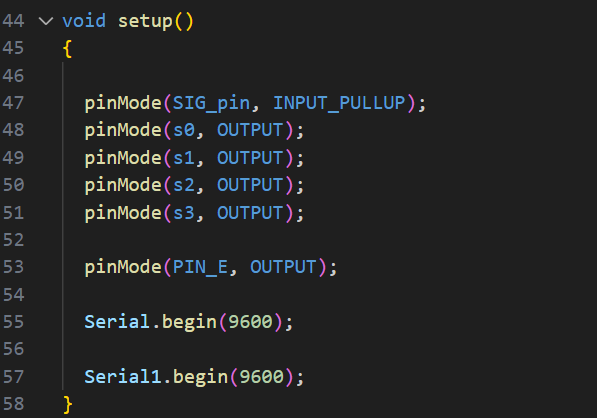 44 void setup()
45 {
46
47 pinMode(SIG_pin, INPUT_PULLUP);
48 pinMode(s0, OUTPUT);
49 pinMode(s1, OUTPUT);
50 pinMode(s2, OUTPUT);
51 pinMode(s3, OUTPUT);
52
53 pinMode(PIN_E, OUTPUT);
54
55 Serial.begin(9600);
56
57 Serial1.begin(9600);
58 }